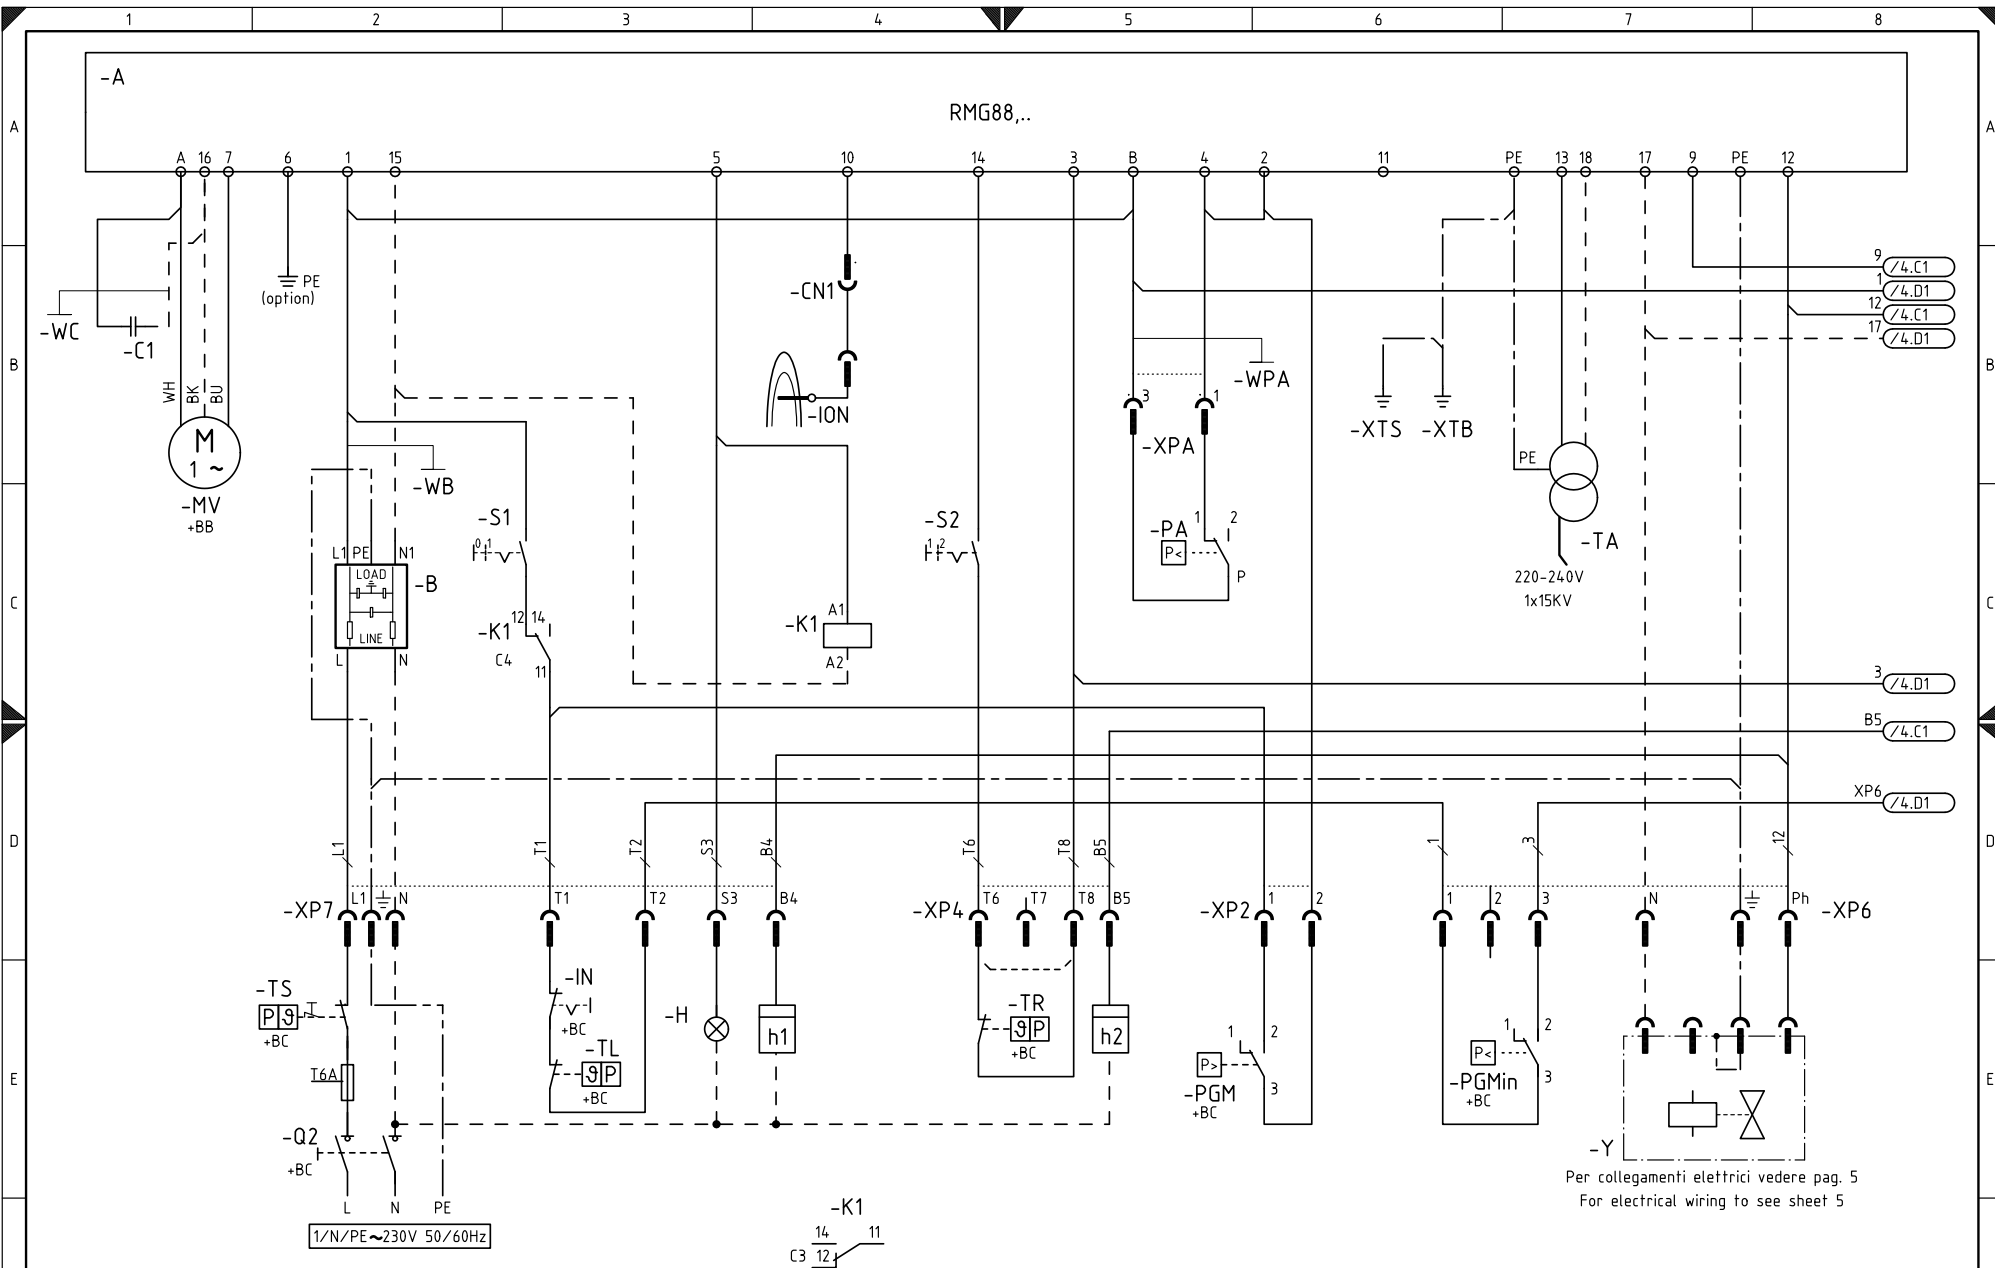 1 2 3 4 5 6 7 8
A A
-A
RMG88,..
A 16 7 6 1 15 5 10 14 3 B 4 2 11 PE 13 18 17 9 PE 12
9 /4.C1
PE
(option)
-CN1
1 /4.D1
12 /4.C1
-WC
-C1
17 /4.D1
B B
-WPA
WH BK BU
3 1
-ION
-XTS -XTB
M
1 ~
-XPA
PE
-WB
-MV
+BB
-S1
0 1
-S2
1 2
1 2
-PA
P<
P
-TA
220-240V
1x15KV
L1 PE N1
LOAD
-B
LINE
L N
C C
12 14
-K1
C4
11
A1
-K1
A2
3 /4.D1
B5 /4.C1
XP6 /4.D1
D D
L1 T1 T2 S3 B4 T6 T8 B5 1 3 12
-XP7 L1 N T1 T2 S3 B4
-XP4 T6 T7 T8 B5
-XP2 1 2
1 2 3 N Ph -XP6
-TS
P ϑ
+BC
-IN
+BC
-TL
ϑ P
+BC
-H
h1
-TR
ϑ P
+BC
h2
1 2
P>
3
-PGM
+BC
1 2
P<
3
-PGMin
+BC
E E
T6A
-Q2
+BC
-Y
Per collegamenti elettrici vedere pag. 5
For electrical wiring to see sheet 5
L N PE
1/N/PE~230V 50/60Hz
-K1
14 11
C3 12